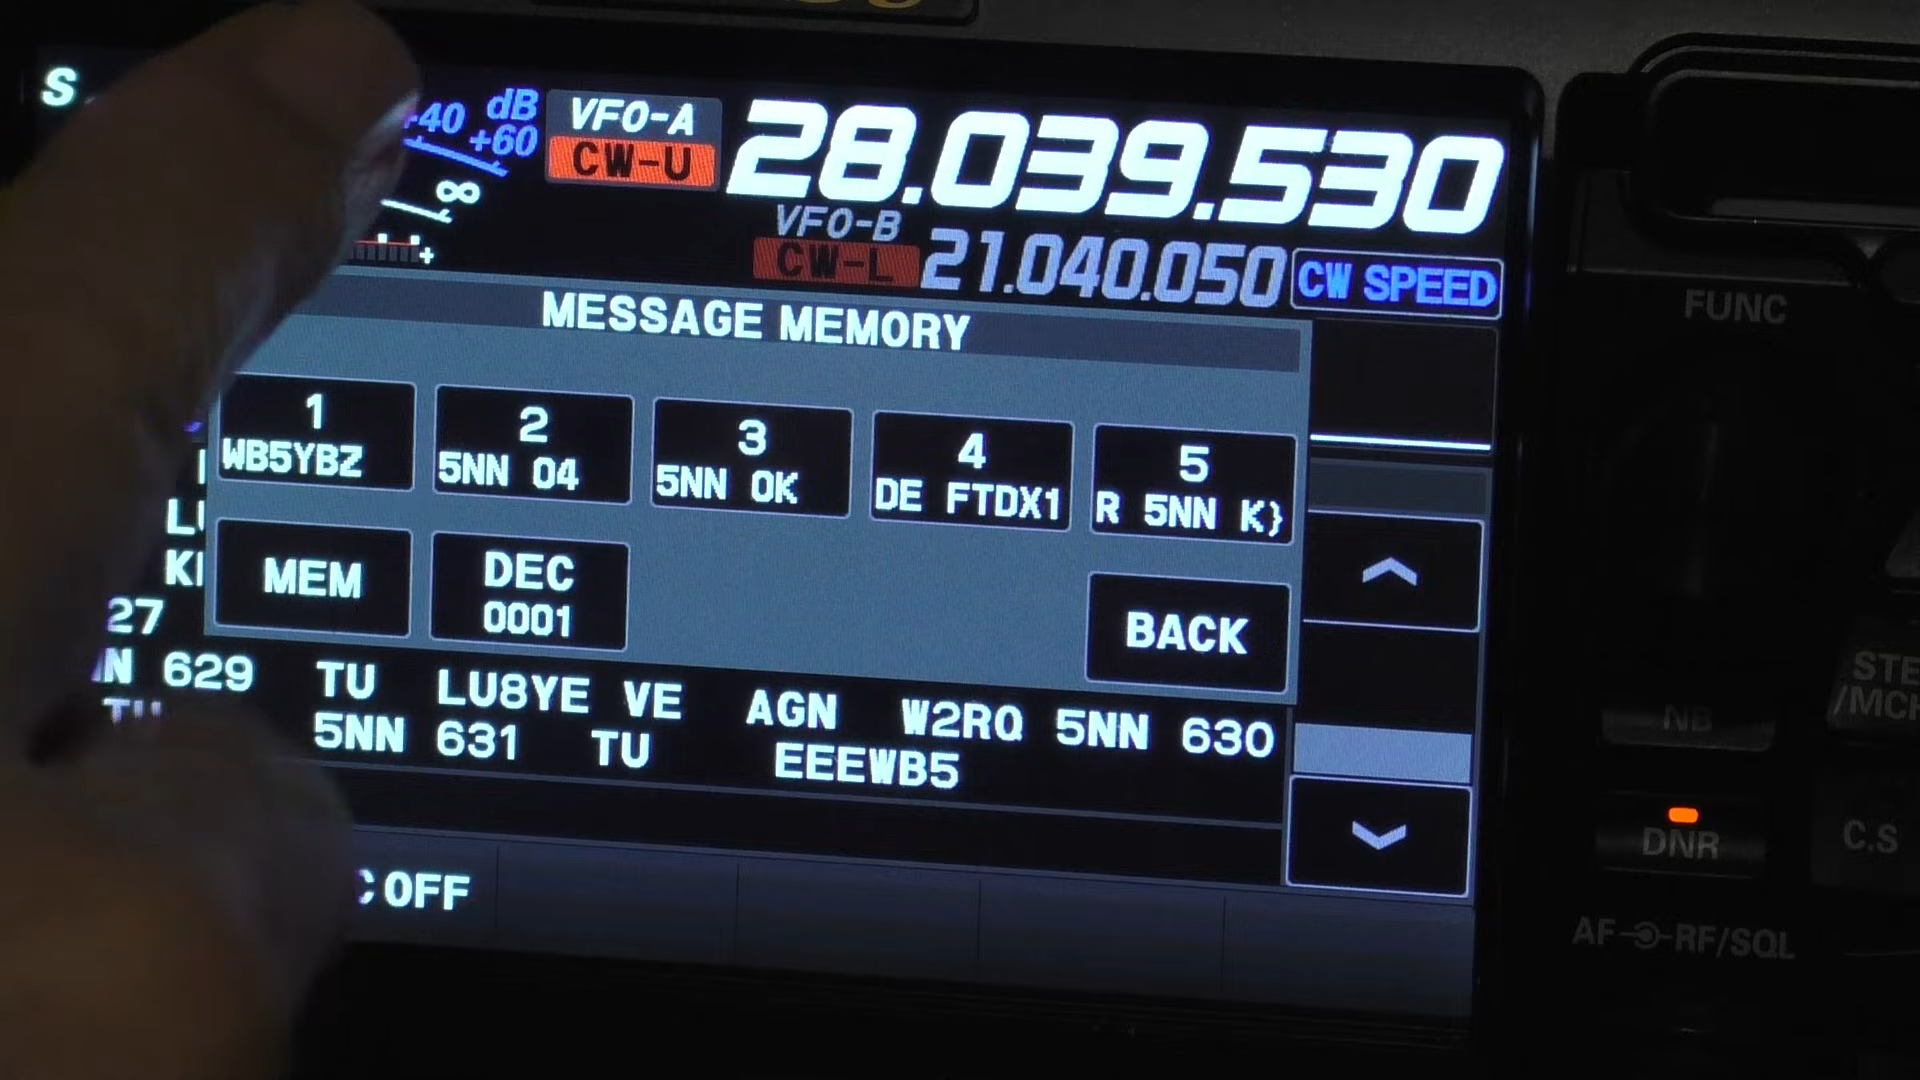 S
+40 dB
+60
∞
+
VFO-A
CW-U
28.039.530
VFO-B
CW-L
21.040.050
CW SPEED
MESSAGE MEMORY
1
WB5YBZ
2
5NN 04
3
5NN OK
4
DE FTDX1
5
R 5NN K}
MEM
DEC
0001
BACK
27
629 TU LU8YE VE AGN W2RQ 5NN 630
TU 5NN 631 TU EEEWB5
OFF
FUNC
NB
DNR
C.S
AF RF/SQL
STE
/MCH